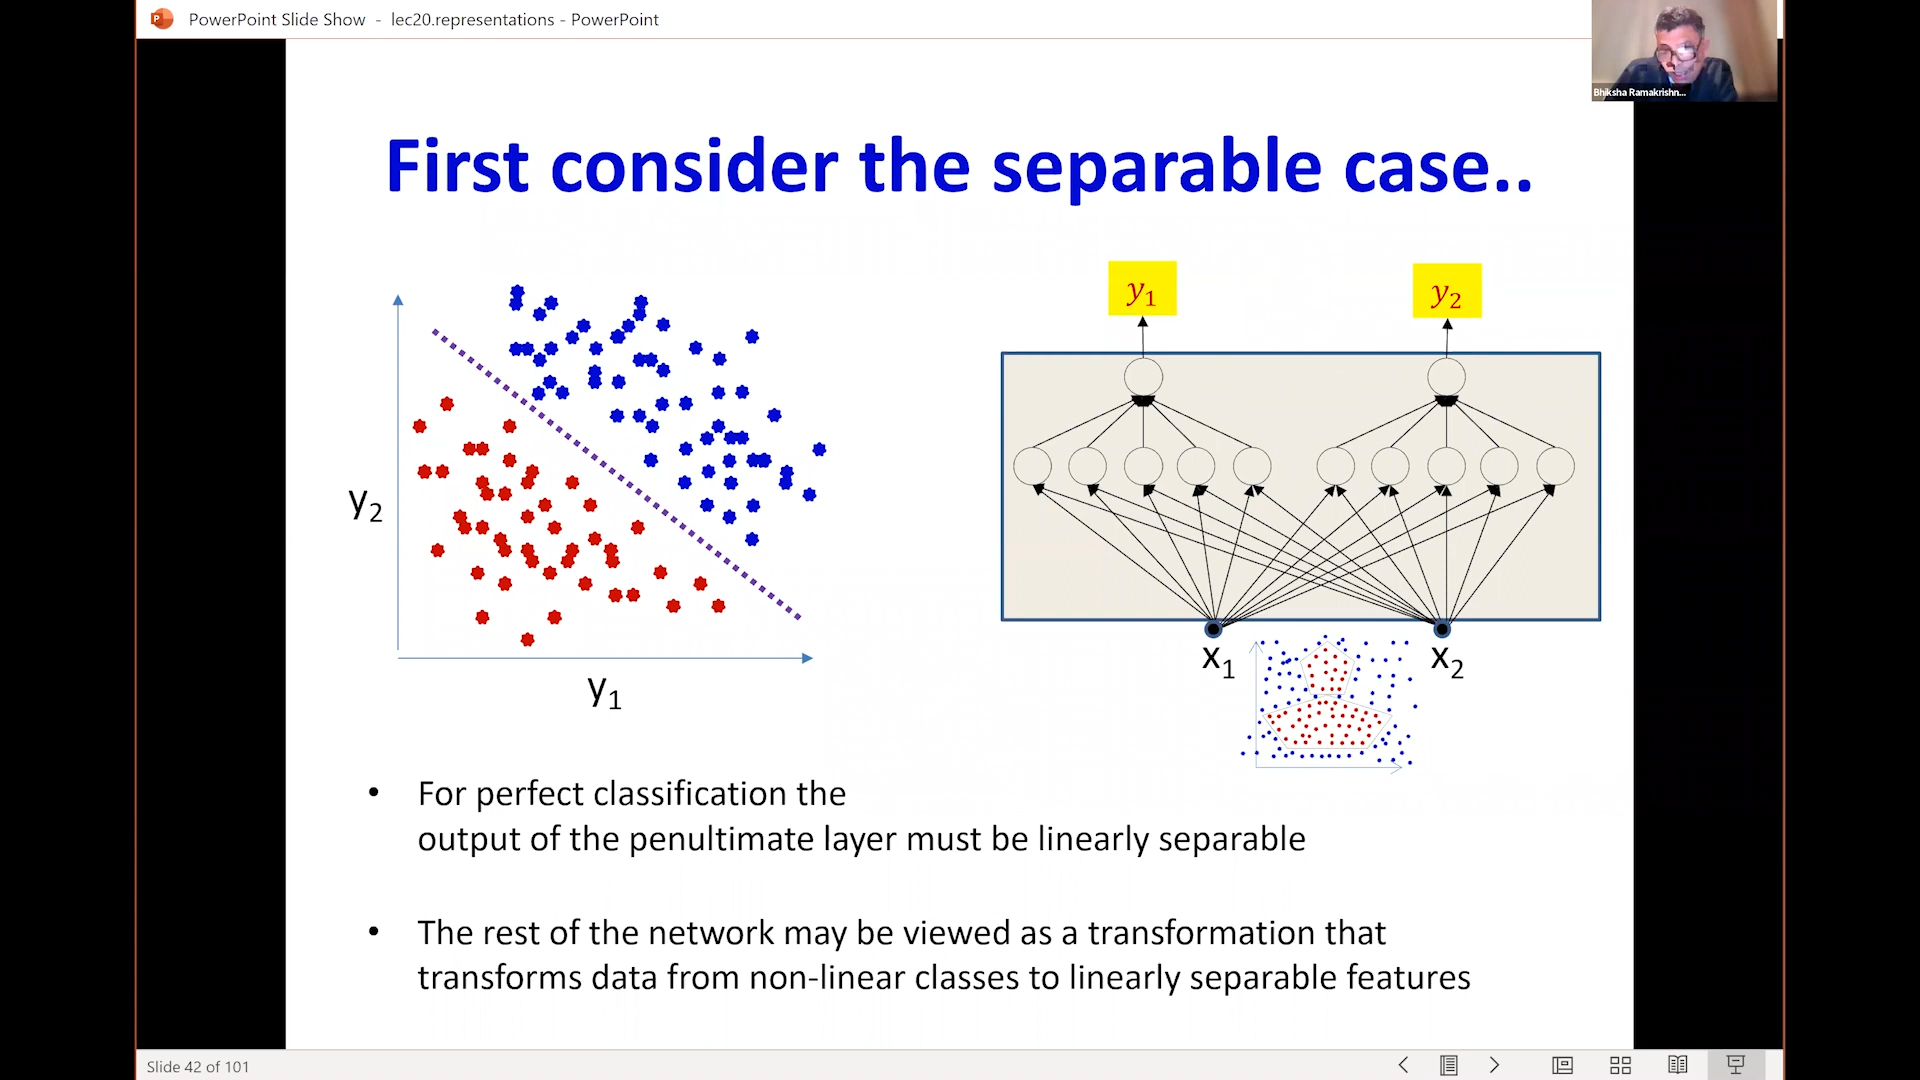 PowerPoint Slide Show - lec20.representations - PowerPoint
Bhiksha Ramakrishn...
First consider the separable case..
y1
y2
y2
y1
x1
x2
• For perfect classification the
output of the penultimate layer must be linearly separable
• The rest of the network may be viewed as a transformation that
transforms data from non-linear classes to linearly separable features
Slide 42 of 101